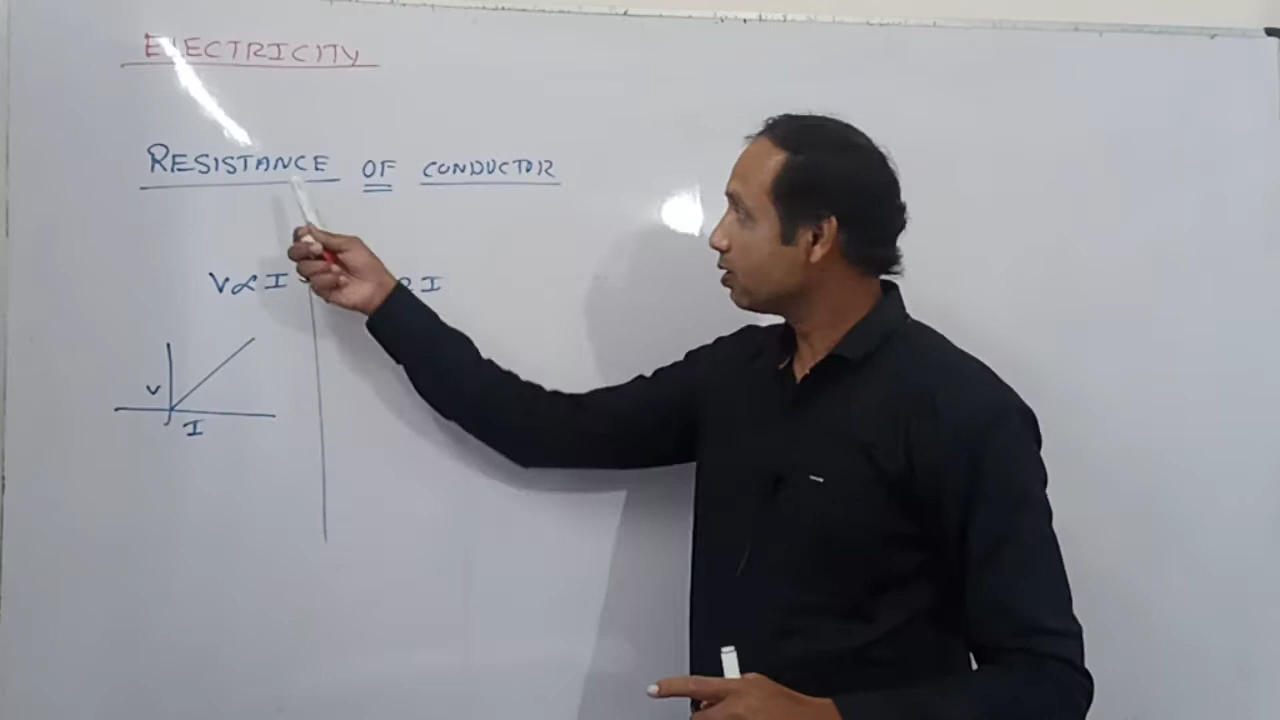 ELECTRICITY
RESISTANCE OF CONDUCTOR
V∝I I
V
I